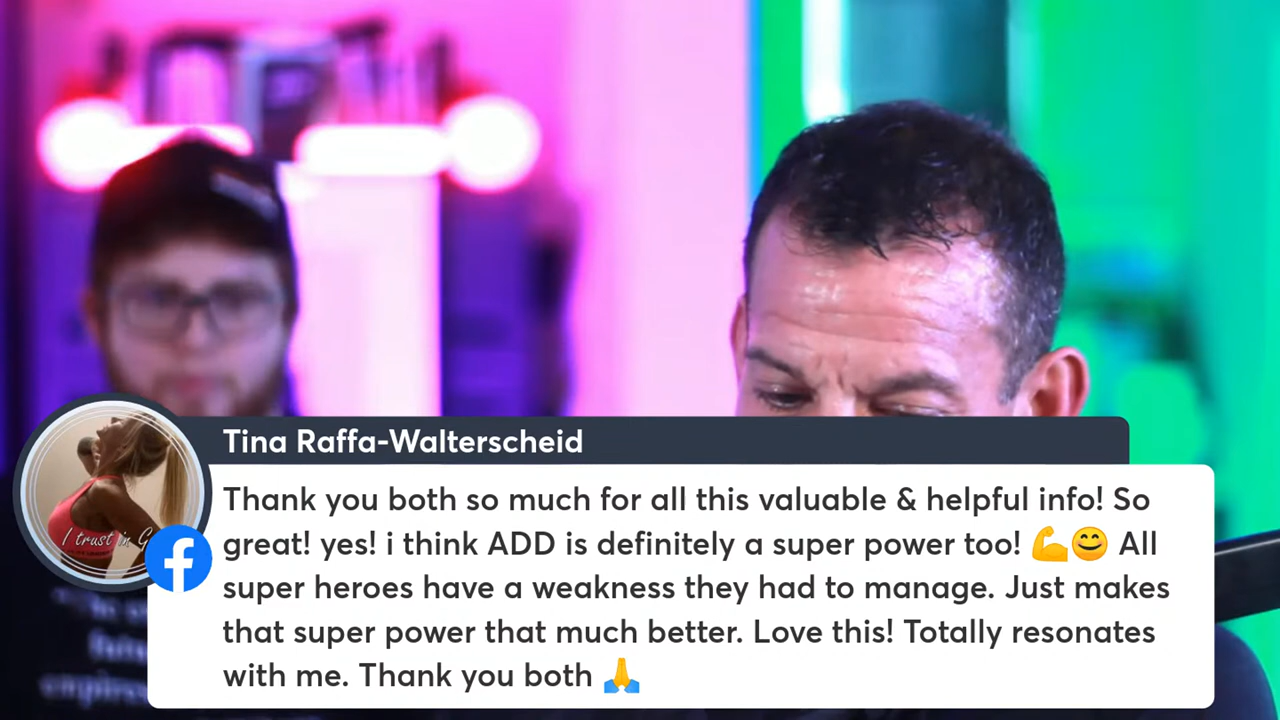 Tina Raffa-Walterscheid
Thank you both so much for all this valuable & helpful info! So
great! yes! i think ADD is definitely a super power too! 💪😊 All
super heroes have a weakness they had to manage. Just makes
that super power that much better. Love this! Totally resonates
with me. Thank you both 🙏
I trust in G